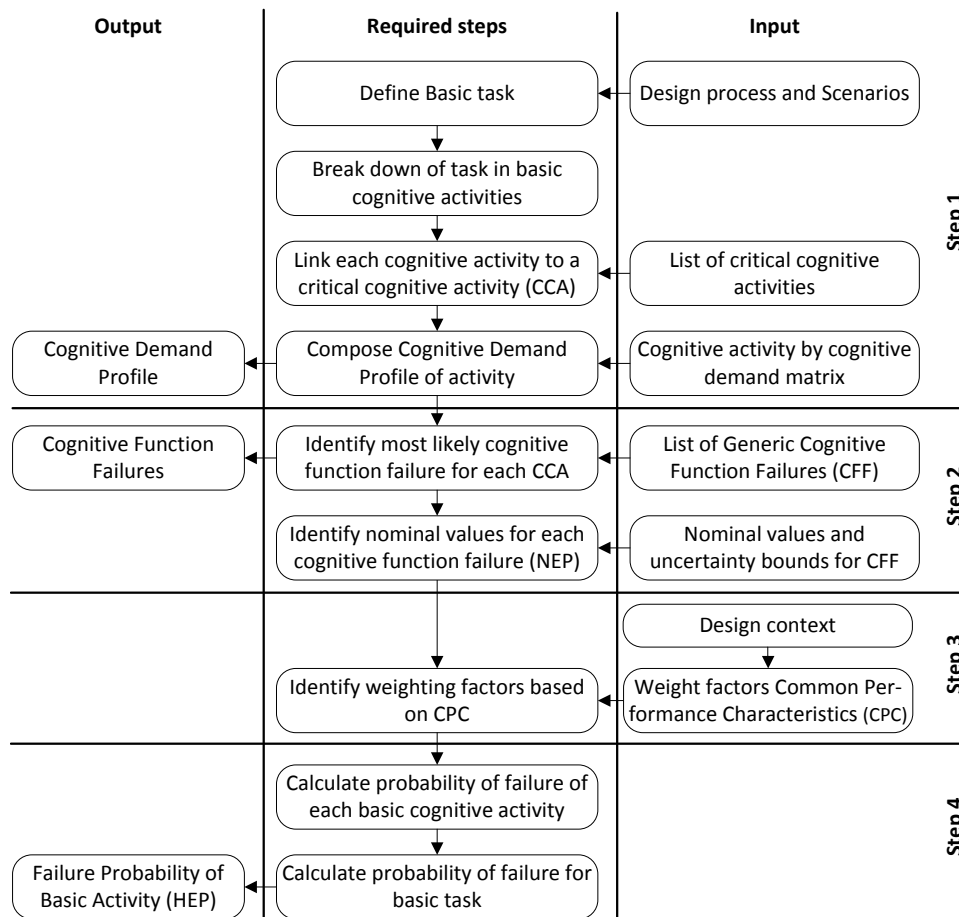 Output
Required steps
Input
Define Basic task
Design process and Scenarios
Break down of task in basic
cognitive activities
Link each cognitive activity to a
critical cognitive activity (CCA)
List of critical cognitive
activities
Step 1
Cognitive Demand
Profile
Compose Cognitive Demand
Profile of activity
Cognitive activity by cognitive
demand matrix
Cognitive Function
Failures
Identify most likely cognitive
function failure for each CCA
List of Generic Cognitive
Function Failures (CFF)
Step 2
Identify nominal values for each
cognitive function failure (NEP)
Nominal values and
uncertainty bounds for CFF
Design context
Step 3
Identify weighting factors based
on CPC
Weight factors Common Per-
formance Characteristics (CPC)
Calculate probability of failure of
each basic cognitive activity
Step 4
Failure Probability of
Basic Activity (HEP)
Calculate probability of failure for
basic task